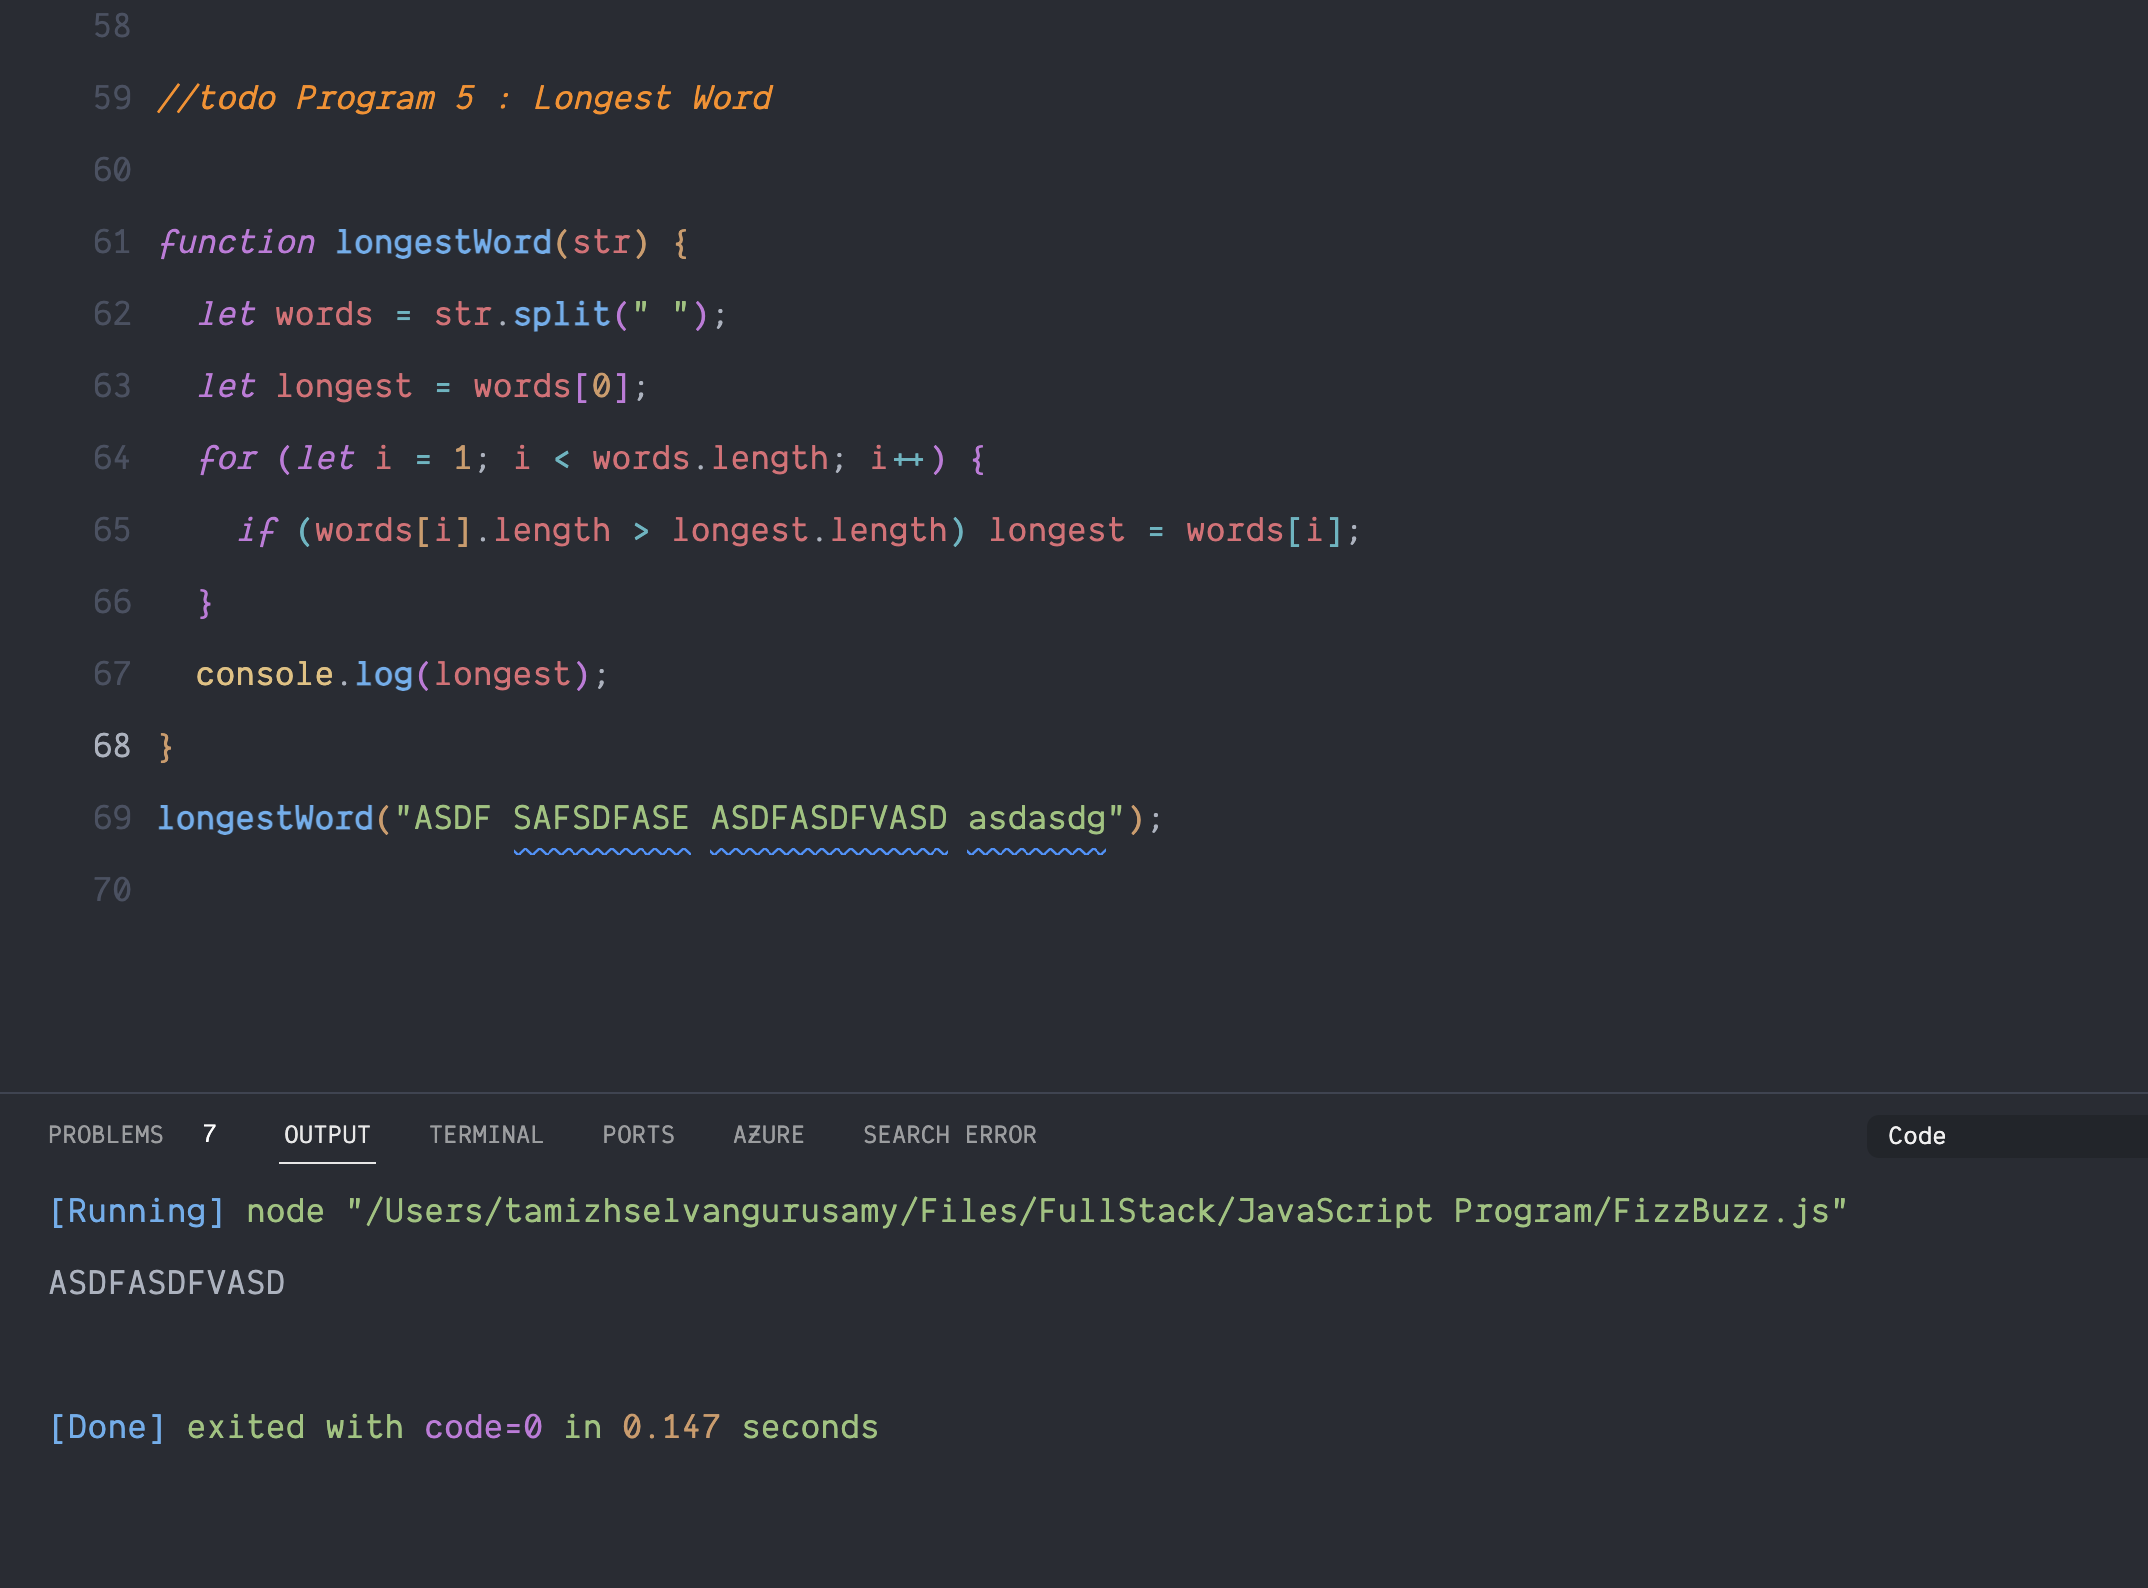 58
59 //todo Program 5 : Longest Word
60
61 function longestWord(str) {
62   let words = str.split(" ");
63   let longest = words[0];
64   for (let i = 1; i < words.length; i++) {
65     if (words[i].length > longest.length) longest = words[i];
66   }
67   console.log(longest);
68 }
69 longestWord("ASDF SAFSDFASE ASDFASDFVASD asdasdg");
70
PROBLEMS 7 OUTPUT TERMINAL PORTS AZURE SEARCH ERROR Code
[Running] node "/Users/tamizhselvangurusamy/Files/FullStack/JavaScript Program/FizzBuzz.js"
ASDFASDFVASD
[Done] exited with code=0 in 0.147 seconds